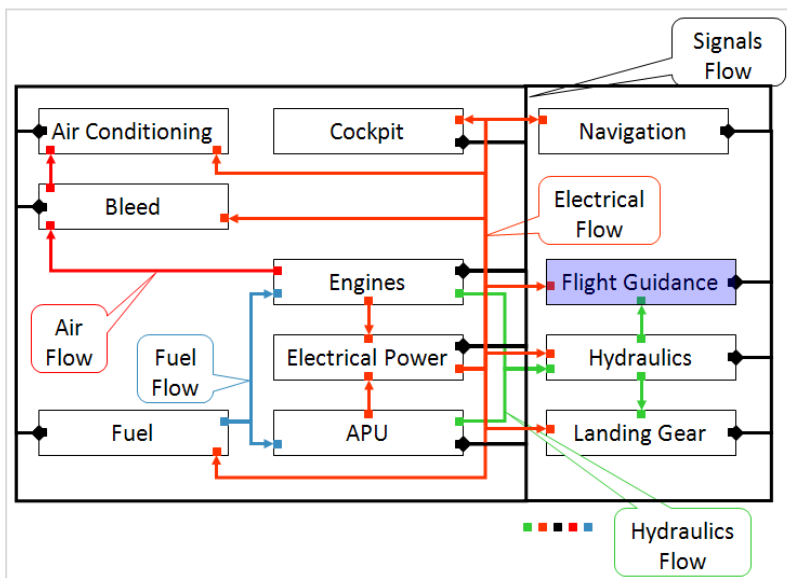 Signals
Flow
Air Conditioning
Cockpit
Navigation
Bleed
Electrical
Flow
Engines
Flight Guidance
Air
Flow
Fuel
Flow
Electrical Power
Hydraulics
Fuel
APU
Landing Gear
Hydraulics
Flow